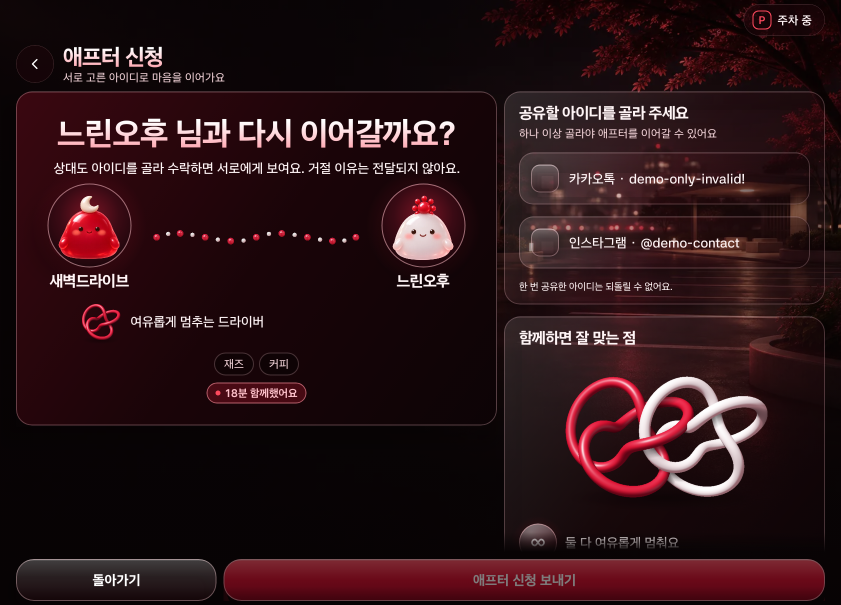 P 주차 중
애프터 신청
서로 고른 아이디로 마음을 이어가요
느린오후 님과 다시 이어갈까요?
상대도 아이디를 골라 수락하면 서로에게 보여요. 거절 이유는 전달되지 않아요.
새벽드라이브
느린오후
여유롭게 멈추는 드라이버
재즈
커피
18분 함께했어요
공유할 아이디를 골라 주세요
하나 이상 골라야 애프터를 이어갈 수 있어요
카카오톡 · demo-only-invalid!
인스타그램 · @demo-contact
한 번 공유한 아이디는 되돌릴 수 없어요.
함께하면 잘 맞는 점
∞ 둘 다 여유롭게 멈춰요
돌아가기
애프터 신청 보내기